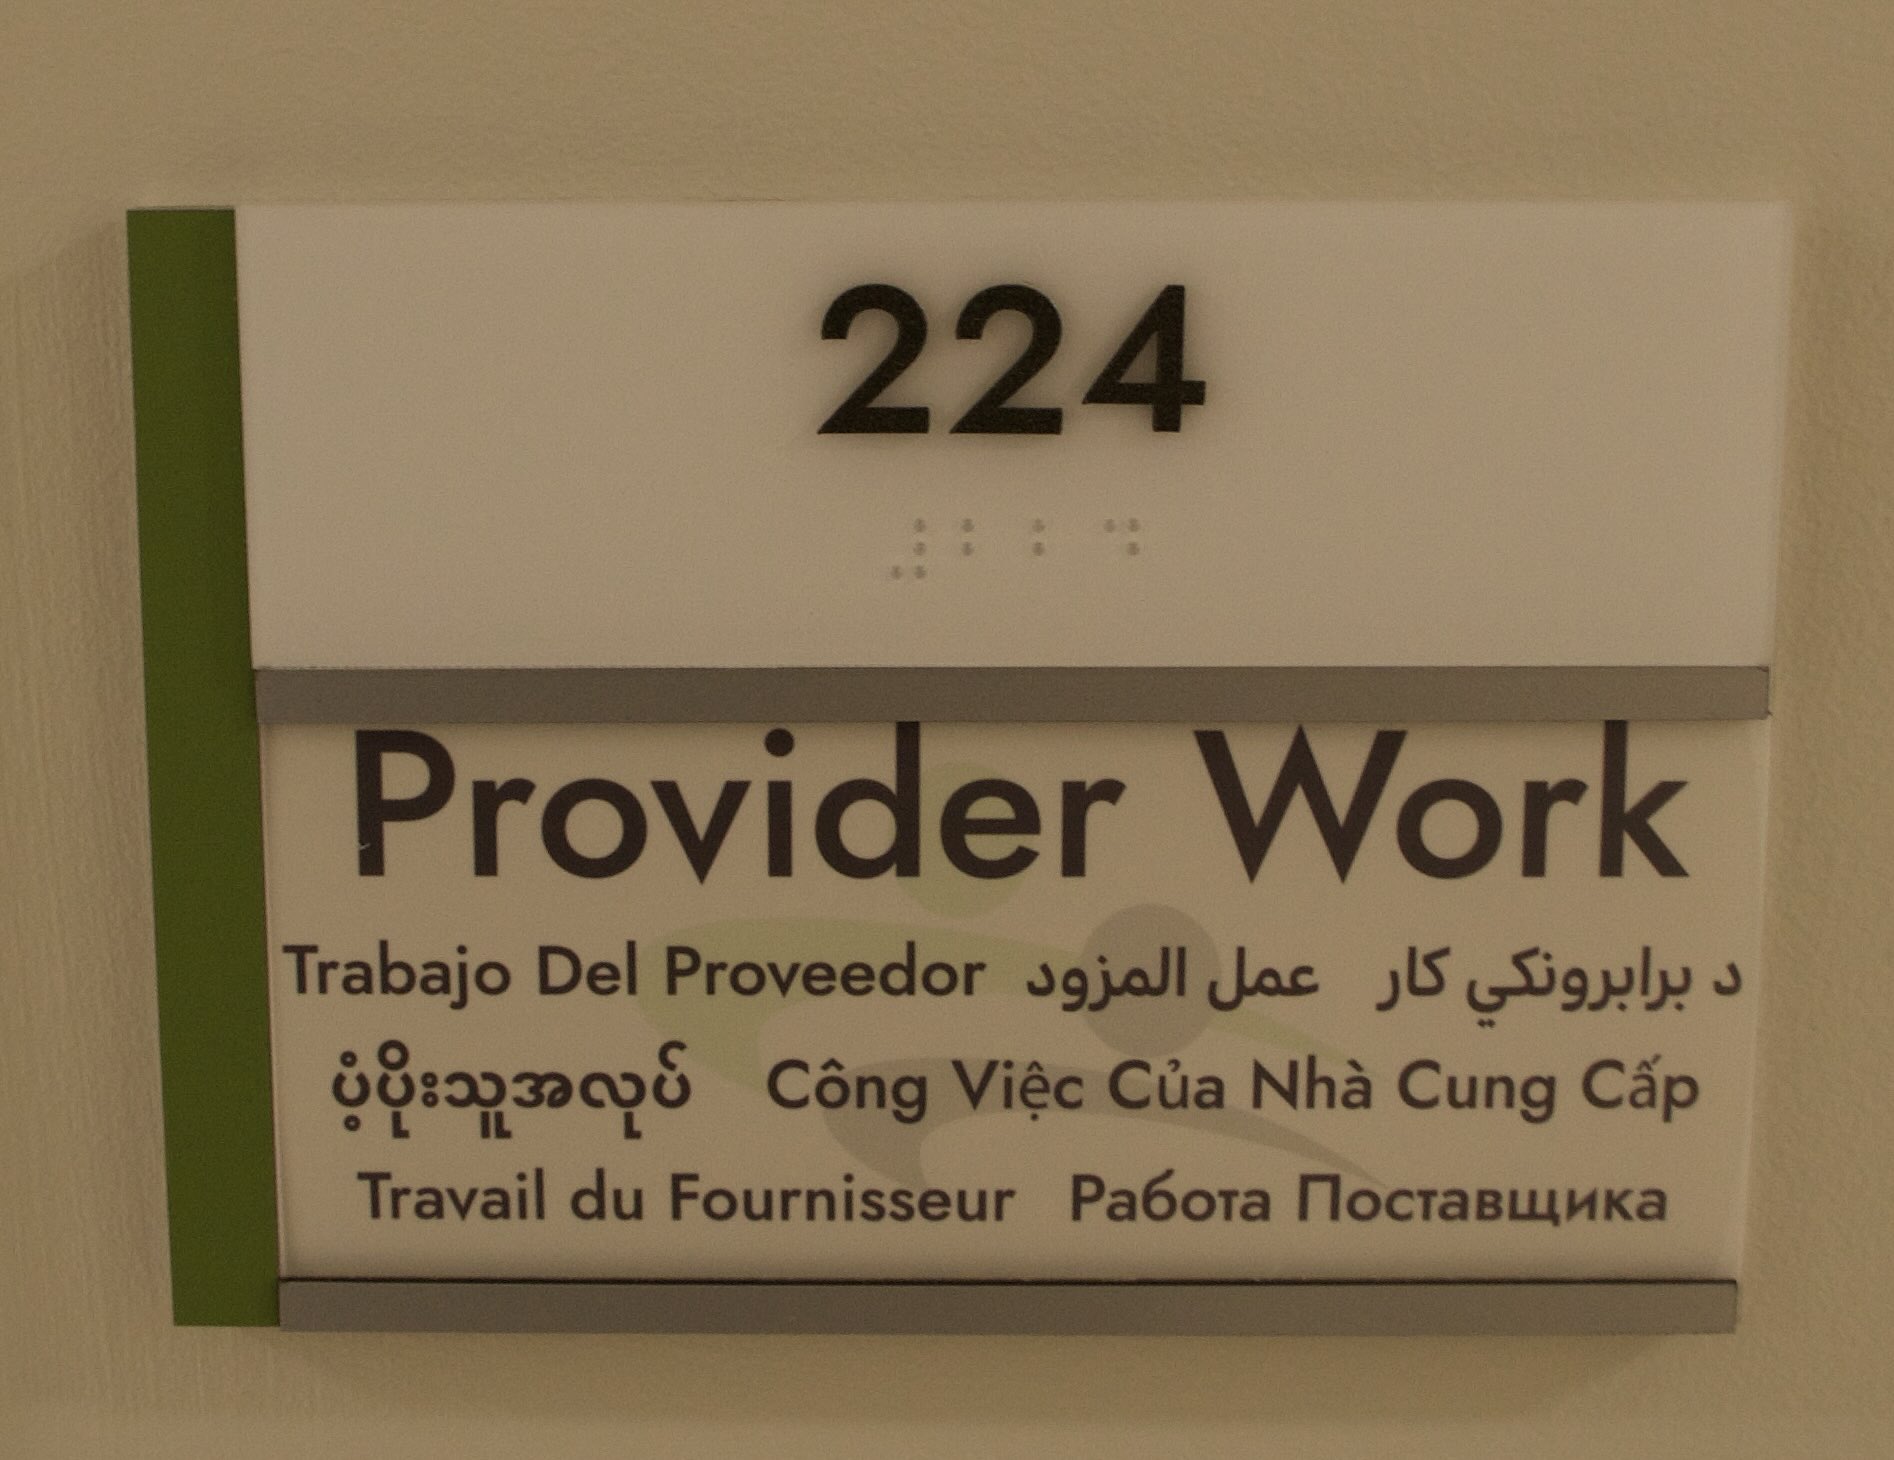 224
⠼⠃⠃⠙
Provider Work
Trabajo Del Proveedor عمل المزود د برابرونکي کار
ပံ့ပိုးသူအလုပ် Công Việc Của Nhà Cung Cấp
Travail du Fournisseur Работа Поставщика